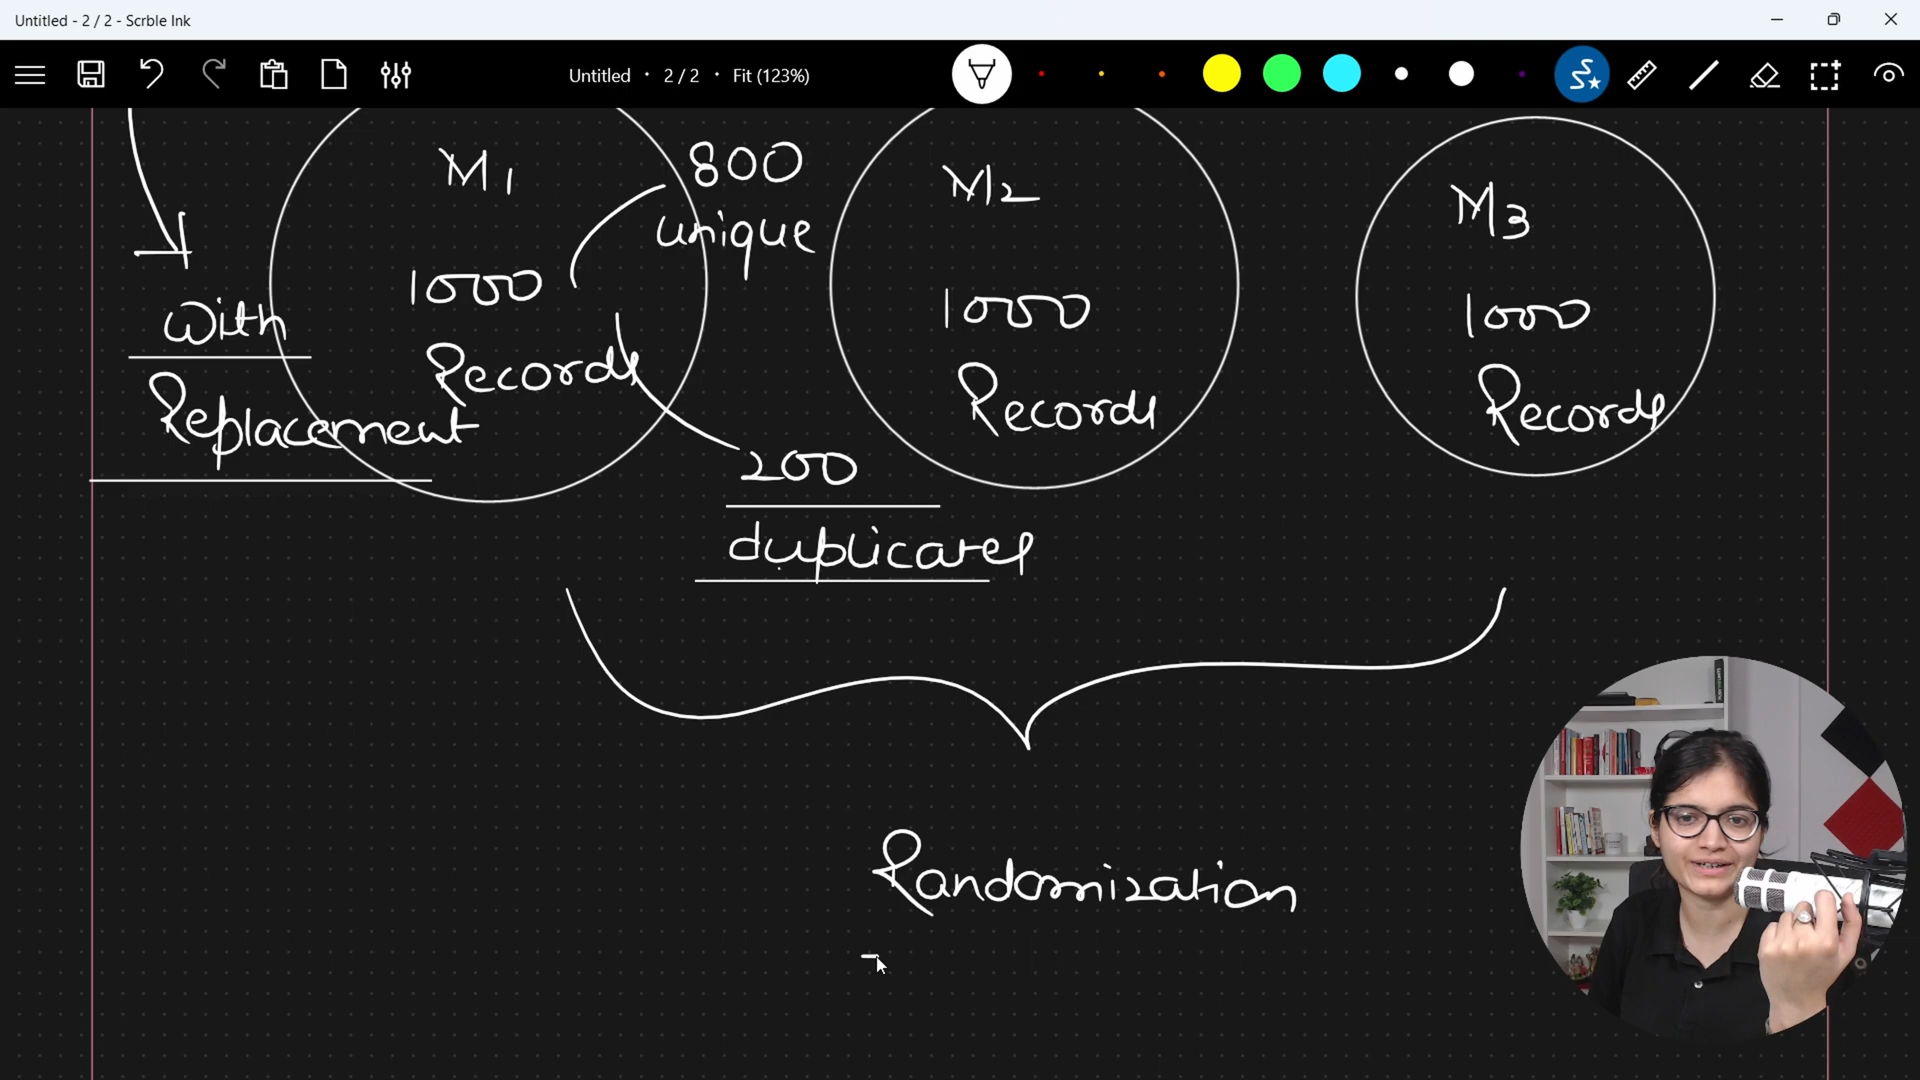 Untitled - 2 / 2 - Scrble Ink
Untitled • 2 / 2 • Fit (123%)
M1
1000
Records
800
unique
200
duplicates
With
Replacement
M2
1000
Records
M3
1000
Records
Randomization